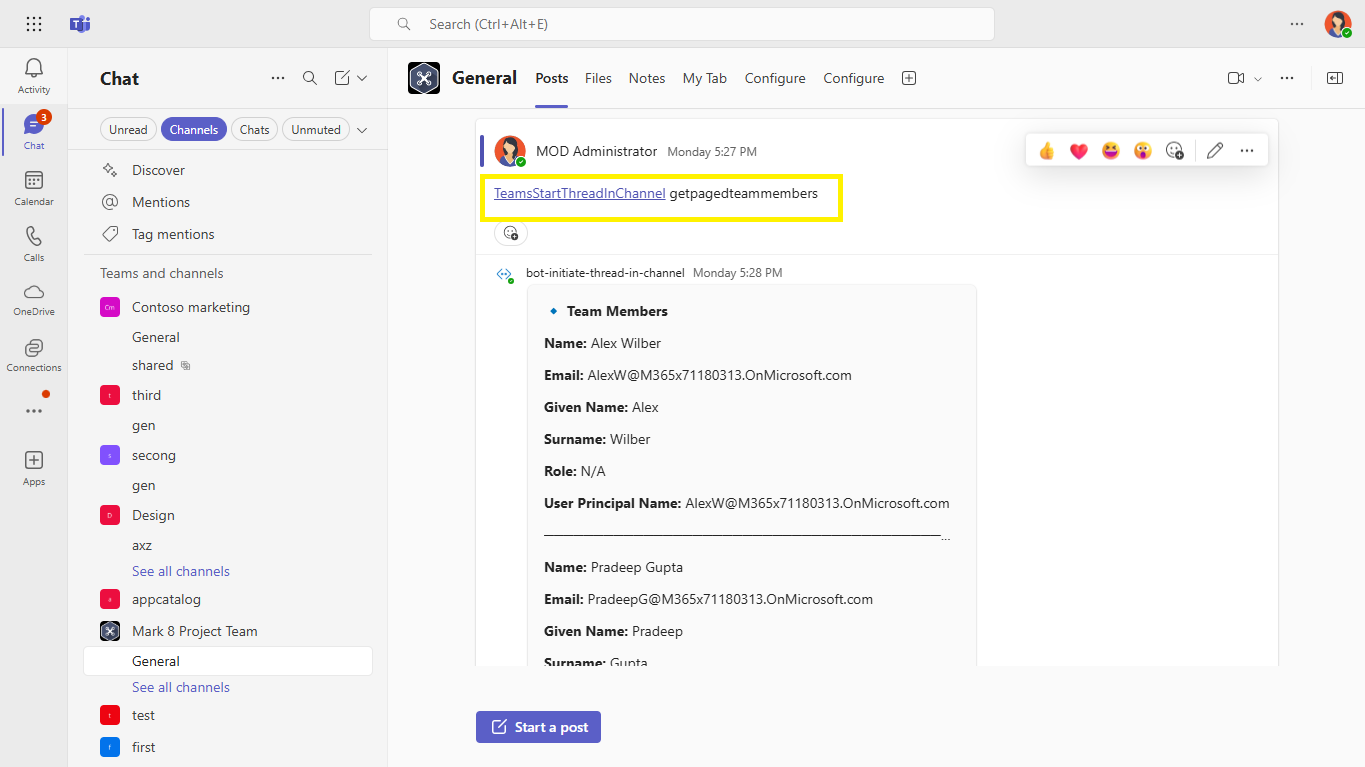 Search (Ctrl+Alt+E)
Activity
3
Chat
Calendar
Calls
OneDrive
Connections
Apps
Chat
Unread
Channels
Chats
Unmuted
Discover
Mentions
Tag mentions
Teams and channels
Cm Contoso marketing
General
shared
t third
gen
s secong
gen
D Design
axz
See all channels
a appcatalog
Mark 8 Project Team
General
See all channels
t test
f first
General
Posts
Files
Notes
My Tab
Configure
Configure
MOD Administrator Monday 5:27 PM
TeamsStartThreadInChannel getpagedteammembers
bot-initiate-thread-in-channel Monday 5:28 PM
Team Members
Name: Alex Wilber
Email: AlexW@M365x71180313.OnMicrosoft.com
Given Name: Alex
Surname: Wilber
Role: N/A
User Principal Name: AlexW@M365x71180313.OnMicrosoft.com
────────────────────────────────────────...
Name: Pradeep Gupta
Email: PradeepG@M365x71180313.OnMicrosoft.com
Given Name: Pradeep
Surname: Gupta
Start a post